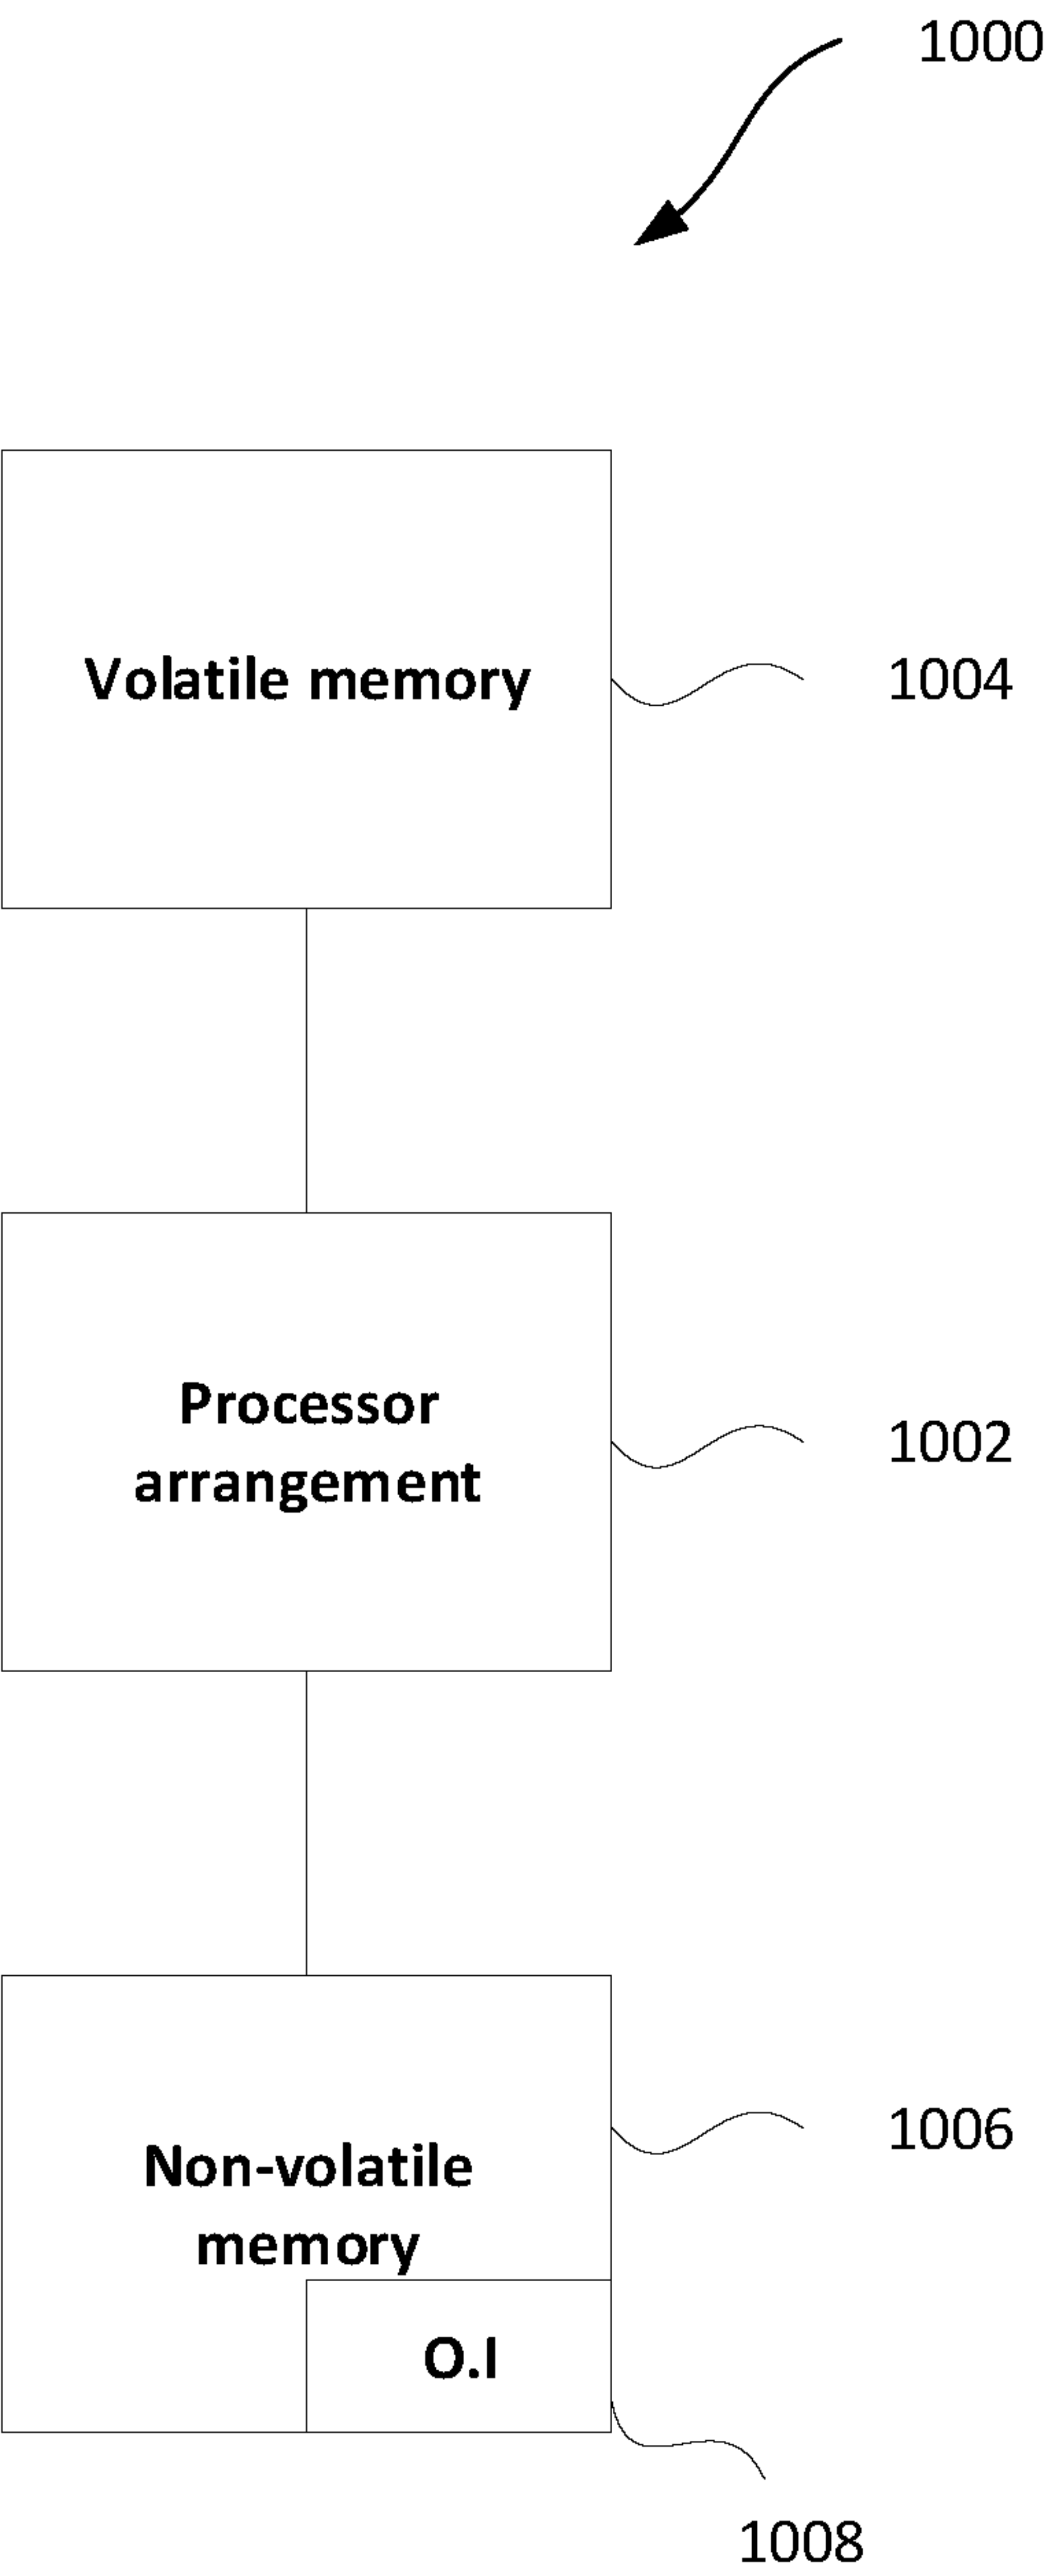 1000
Volatile memory
1004
Processor
arrangement
1002
Non-volatile
memory
1006
O.I
1008